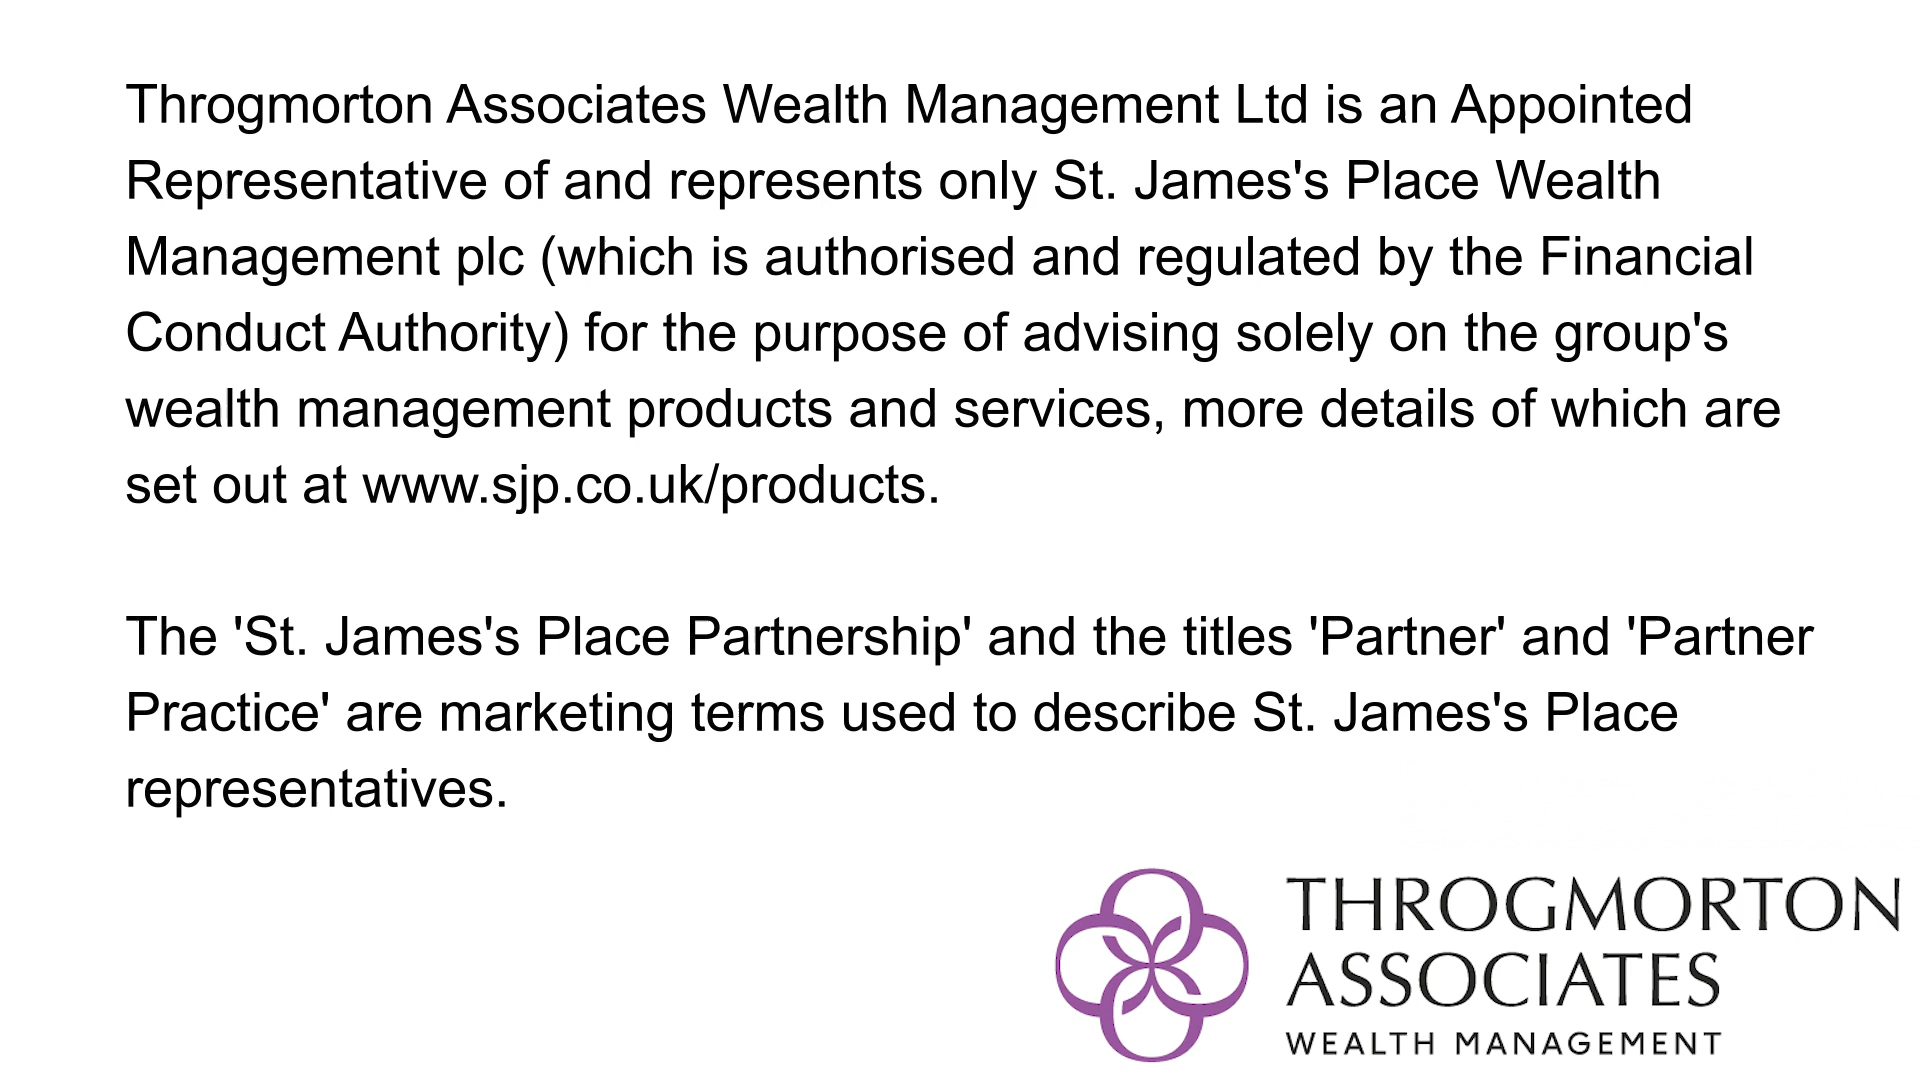 Throgmorton Associates Wealth Management Ltd is an Appointed
Representative of and represents only St. James's Place Wealth
Management plc (which is authorised and regulated by the Financial
Conduct Authority) for the purpose of advising solely on the group's
wealth management products and services, more details of which are
set out at www.sjp.co.uk/products.
The 'St. James's Place Partnership' and the titles 'Partner' and 'Partner
Practice' are marketing terms used to describe St. James's Place
representatives.
THROGMORTON
ASSOCIATES
WEALTH MANAGEMENT